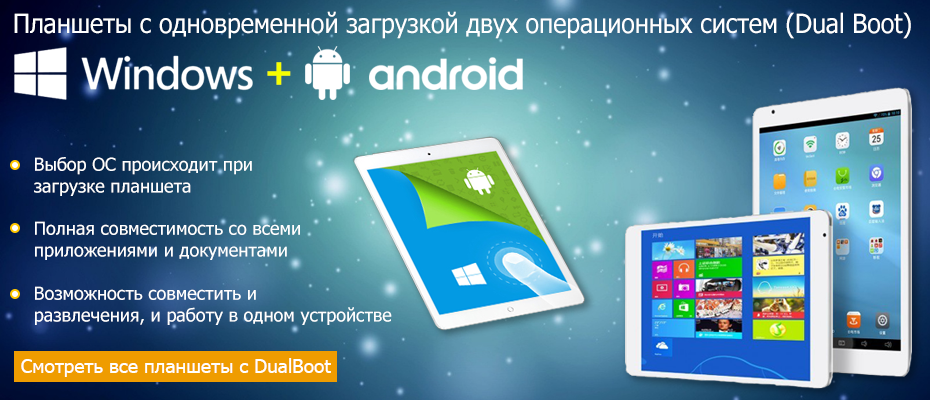 Планшеты с одновременной загрузкой двух операционных систем (Dual Boot)
Windows + android
Выбор ОС происходит при
загрузке планшета
Полная совместимость со всеми
приложениями и документами
Возможность совместить и
развлечения, и работу в одном устройстве
Смотреть все планшеты с DualBoot
25